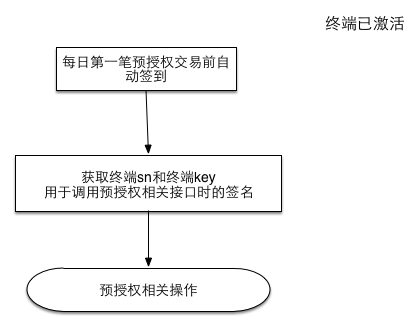 终端已激活
每日第一笔预授权交易前自
动签到
获取终端sn和终端key
用于调用预授权相关接口时的签名
预授权相关操作